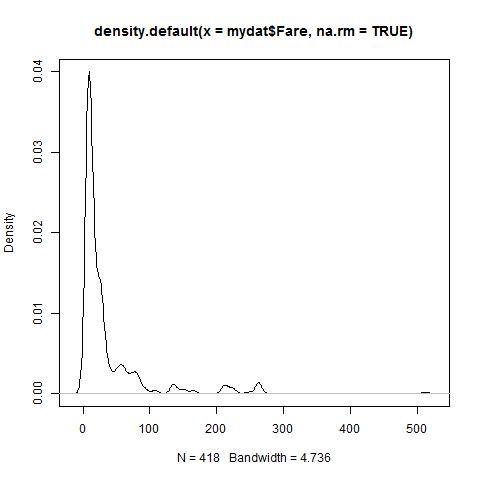 density.default(x = mydat$Fare, na.rm = TRUE)
Density
0.04
0.03
0.02
0.01
0.00
0 100 200 300 400 500
N = 418 Bandwidth = 4.736